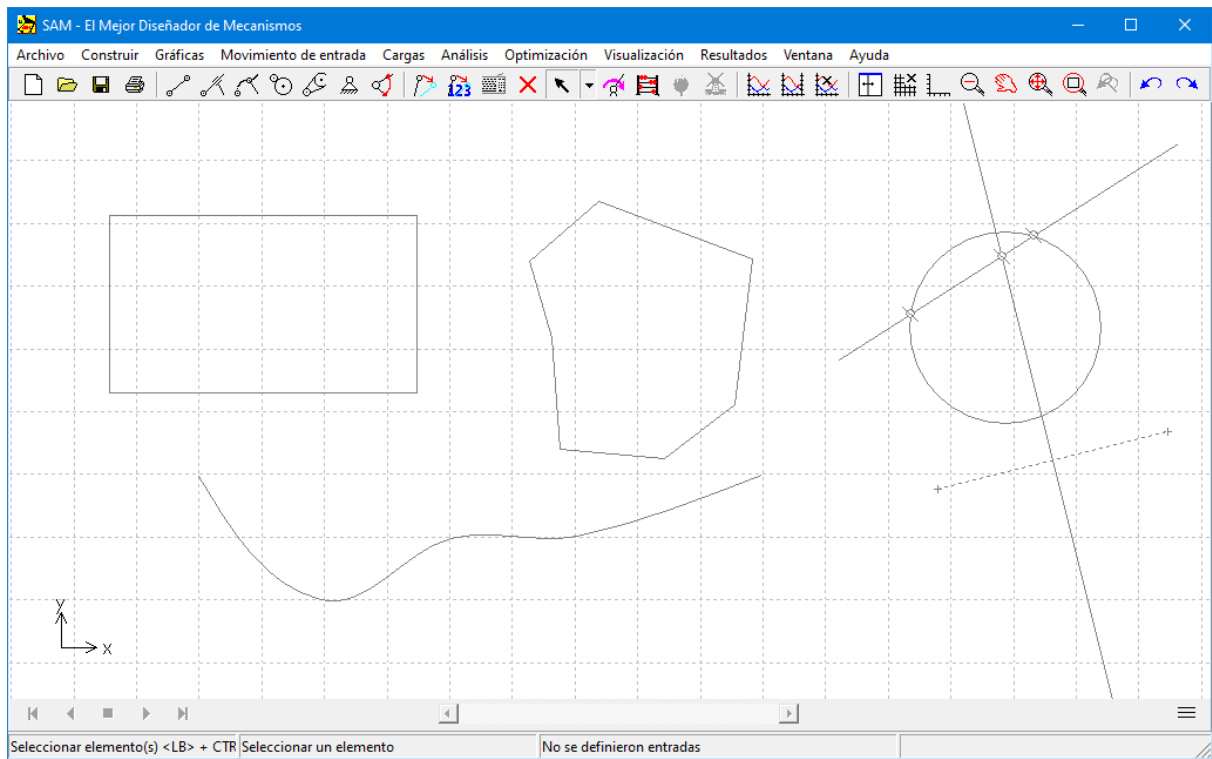 SAM - El Mejor Diseñador de Mecanismos
Archivo Construir Gráficas Movimiento de entrada Cargas Análisis Optimización Visualización Resultados Ventana Ayuda
123
y
x
Seleccionar elemento(s) <LB> + CTR Seleccionar un elemento No se definieron entradas